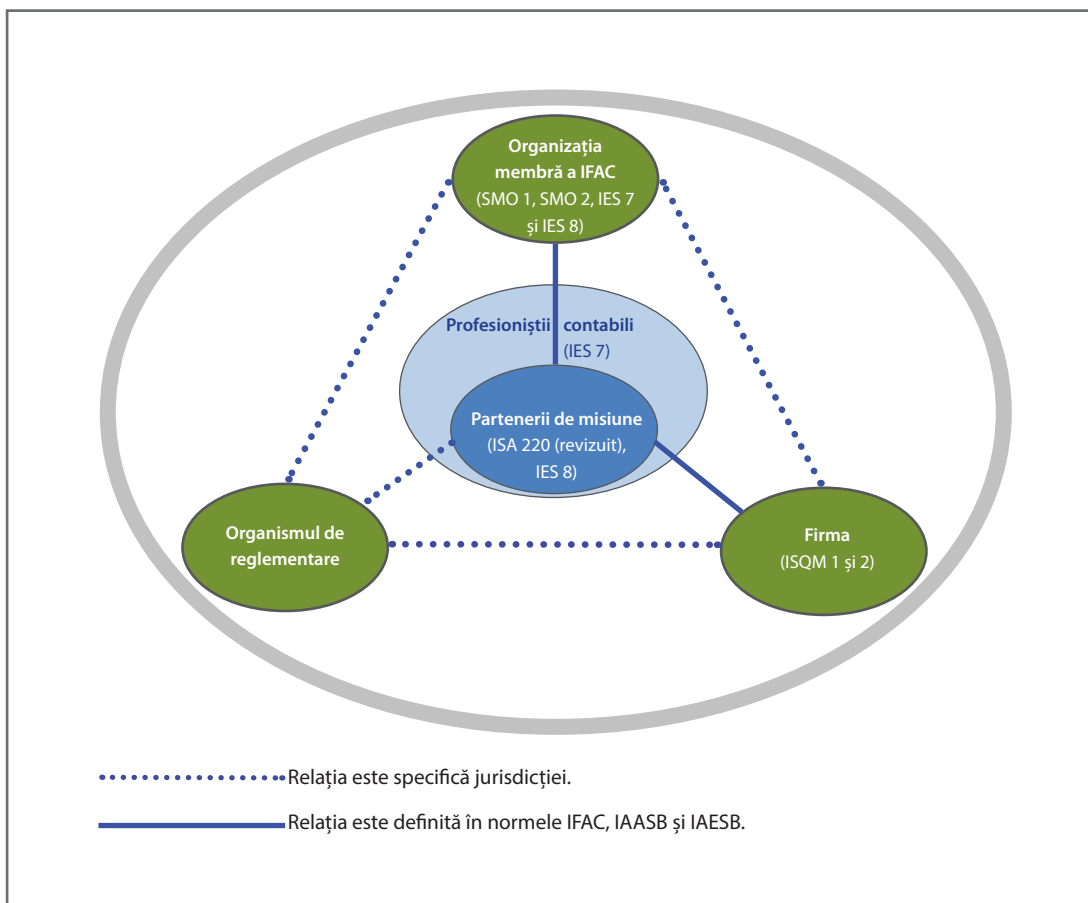 Organizația
membră a IFAC
(SMO 1, SMO 2, IES 7
și IES 8)
Profesioniștii contabili
(IES 7)
Partenerii de misiune
(ISA 220 (revizuit),
IES 8)
Organismul de
reglementare
Firma
(ISQM 1 și 2)
Relația este specifică jurisdicției.
Relația este definită în normele IFAC, IAASB și IAESB.